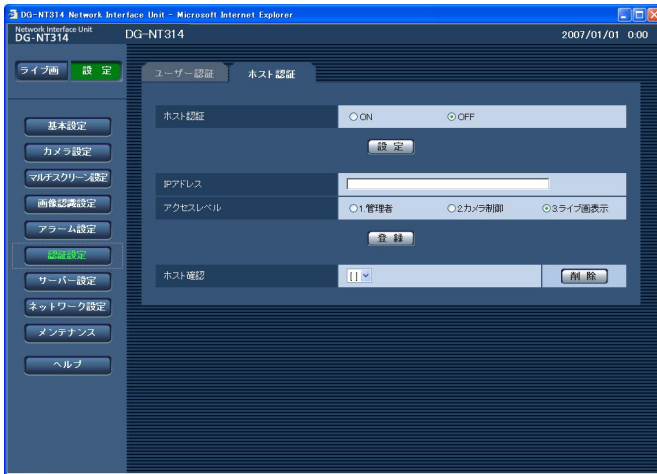 DG-NT314 Network Interface Unit - Microsoft Internet Explorer
Network Interface Unit
DG-NT314
DG-NT314
2007/01/01 0:00
ライブ画 設 定
ユーザー認証 ホスト認証
ホスト認証 ON OFF
設 定
IPアドレス
アクセスレベル 1.管理者 2.カメラ制御 3.ライブ画表示
登 録
ホスト確認 [ ] 削 除
基本設定
カメラ設定
マルチスクリーン設定
画像認識設定
アラーム設定
認証設定
サーバー設定
ネットワーク設定
メンテナンス
ヘルプ